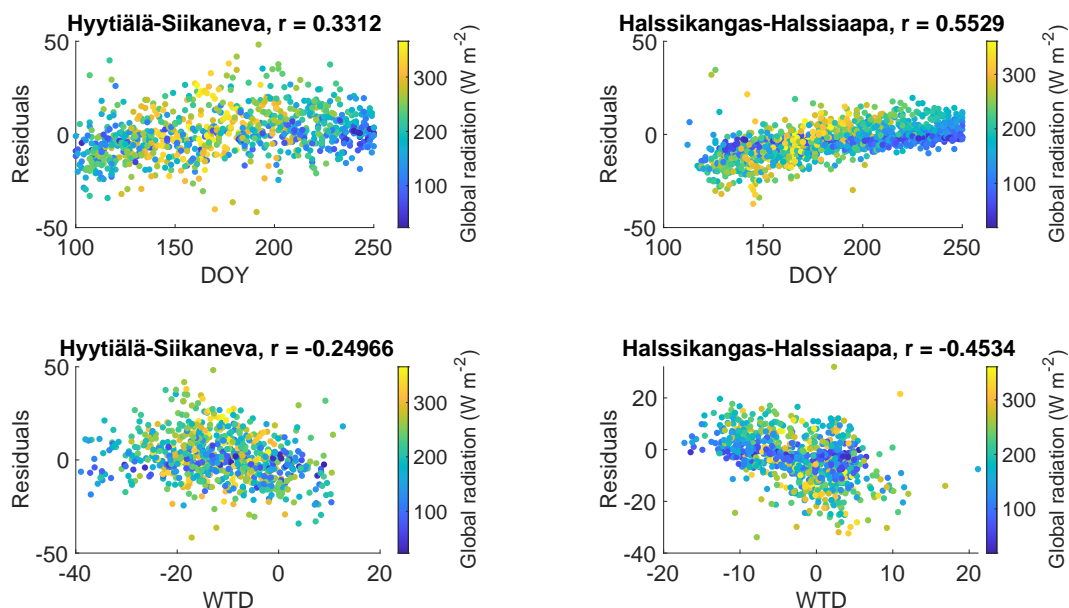 Hyytiälä-Siikaneva, r = 0.3312
50
0
-50
100
150
200
250
Residuals
DOY
300
200
100
Global radiation (W m-2)
Halssikangas-Halssiaapa, r = 0.5529
50
0
-50
100
150
200
250
Residuals
DOY
300
200
100
Global radiation (W m-2)
Hyytiälä-Siikaneva, r = -0.24966
50
0
-50
-40
-20
0
20
Residuals
WTD
300
200
100
Global radiation (W m-2)
Halssikangas-Halssiaapa, r = -0.4534
20
0
-20
-40
-20
-10
0
10
20
Residuals
WTD
300
200
100
Global radiation (W m-2)